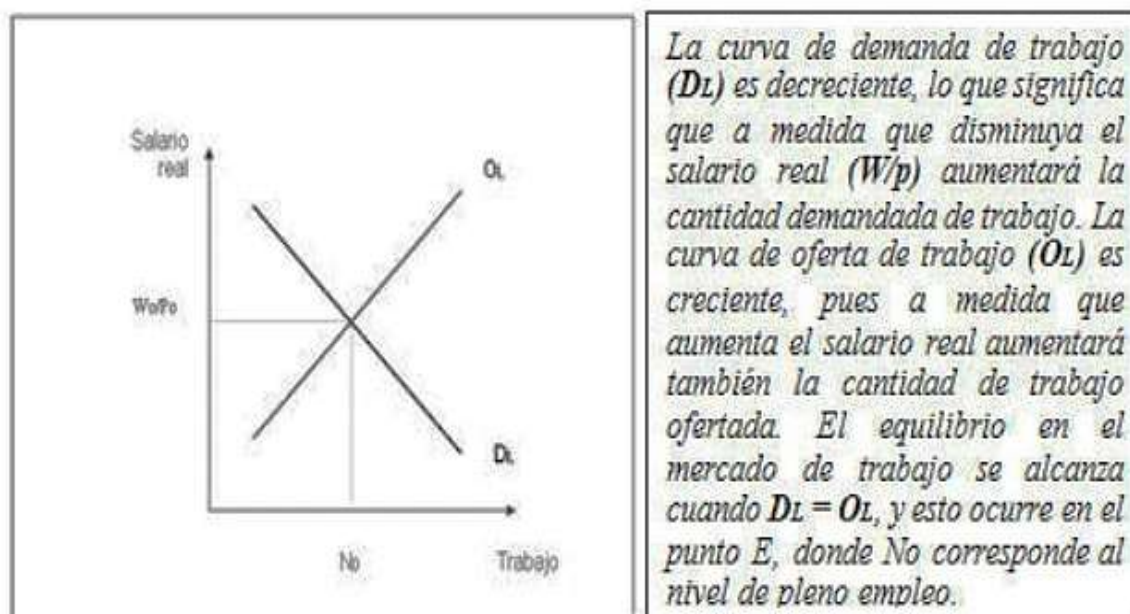 Salario
real
OL
Wo/Po
DL
No
Trabajo
La curva de demanda de trabajo
(DL) es decreciente, lo que significa
que a medida que disminuya el
salario real (W/p) aumentará la
cantidad demandada de trabajo. La
curva de oferta de trabajo (OL) es
creciente, pues a medida que
aumenta el salario real aumentará
también la cantidad de trabajo
ofertada. El equilibrio en el
mercado de trabajo se alcanza
cuando DL = OL, y esto ocurre en el
punto E, donde No corresponde al
nivel de pleno empleo.